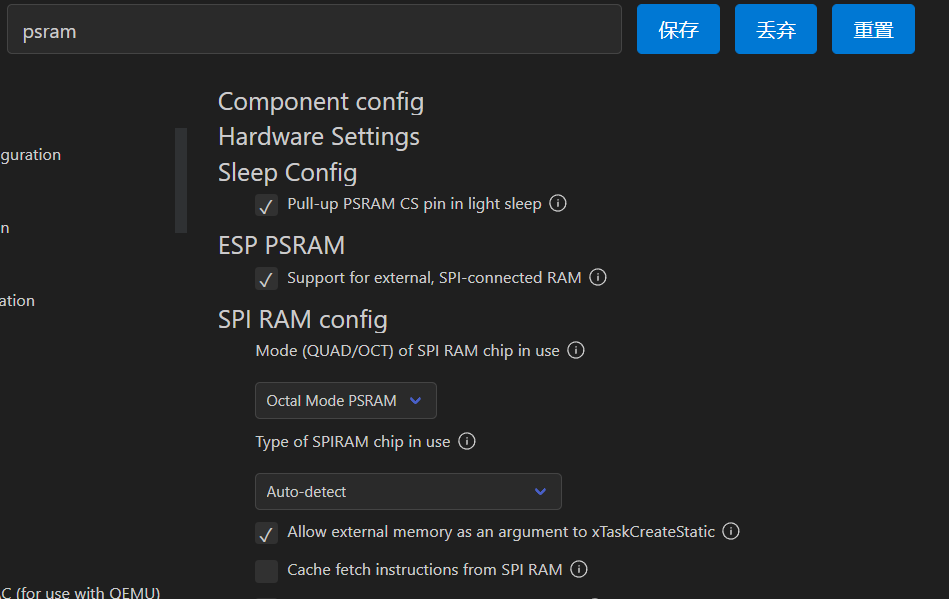 psram
保存
丢弃
重置
Component config
guration
Hardware Settings
Sleep Config
Pull-up PSRAM CS pin in light sleep
n
ESP PSRAM
Support for external, SPI-connected RAM
ation
SPI RAM config
Mode (QUAD/OCT) of SPI RAM chip in use
Octal Mode PSRAM
Type of SPIRAM chip in use
Auto-detect
Allow external memory as an argument to xTaskCreateStatic
Cache fetch instructions from SPI RAM
AC (for use with QEMU)